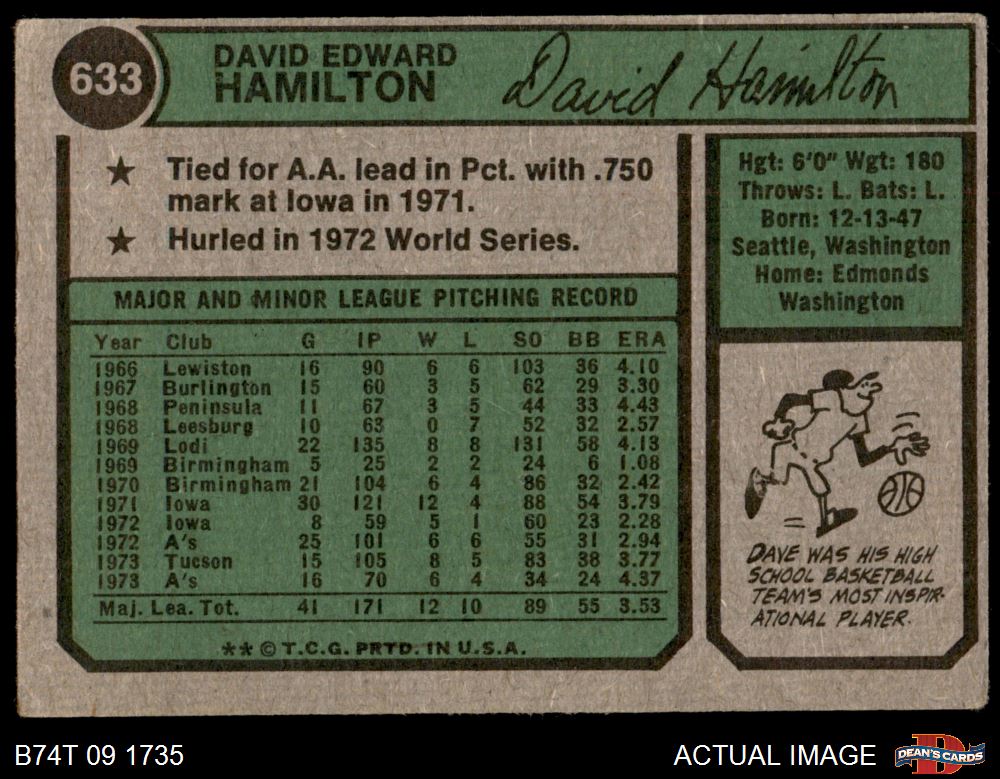 633
DAVID EDWARD
HAMILTON
David Hamilton
★ Tied for A.A. lead in Pct. with .750
mark at Iowa in 1971.
★ Hurled in 1972 World Series.
Hgt: 6'0" Wgt: 180
Throws: L. Bats: L.
Born: 12-13-47
Seattle, Washington
Home: Edmonds
Washington
MAJOR AND MINOR LEAGUE PITCHING RECORD
Year Club G IP W L SO BB ERA
1966 Lewiston 16 90 6 6 103 36 4.10
1967 Burlington 15 60 3 5 62 29 3.30
1968 Peninsula 11 67 3 5 44 33 4.43
1968 Leesburg 10 63 0 7 52 32 2.57
1969 Lodi 22 135 8 8 131 58 4.13
1969 Birmingham 5 25 2 2 24 6 1.08
1970 Birmingham 21 104 6 4 86 32 2.42
1971 Iowa 30 121 12 4 88 54 3.79
1972 Iowa 8 59 5 1 60 23 2.28
1972 A's 25 101 6 6 55 31 2.94
1973 Tucson 15 105 8 5 83 38 3.77
1973 A's 16 70 6 4 34 24 4.37
Maj. Lea. Tot. 41 171 12 10 89 55 3.53
** © T.C.G. PRTD. IN U.S.A.
DAVE WAS HIS HIGH
SCHOOL BASKETBALL
TEAM'S MOST INSPIR-
ATIONAL PLAYER.
B74T 09 1735
ACTUAL IMAGE
DEAN'S CARDS